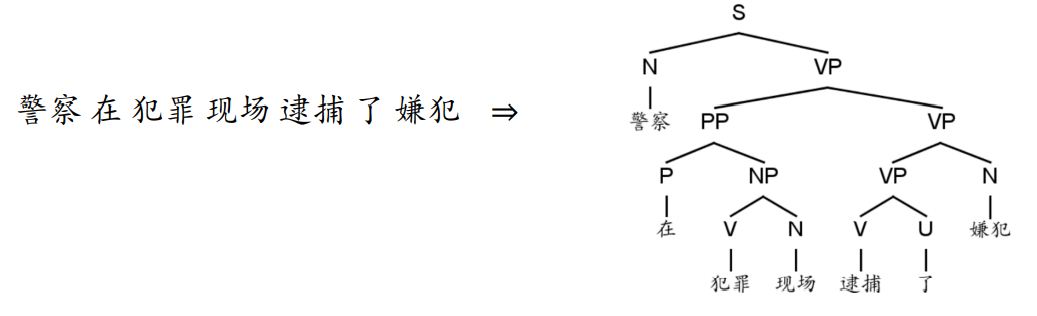 S
N VP
警察 在 犯罪 现场 逮捕 了 嫌犯 ⇒
警察 PP VP
P NP VP N
在 V N V U 嫌犯
犯罪 现场 逮捕 了